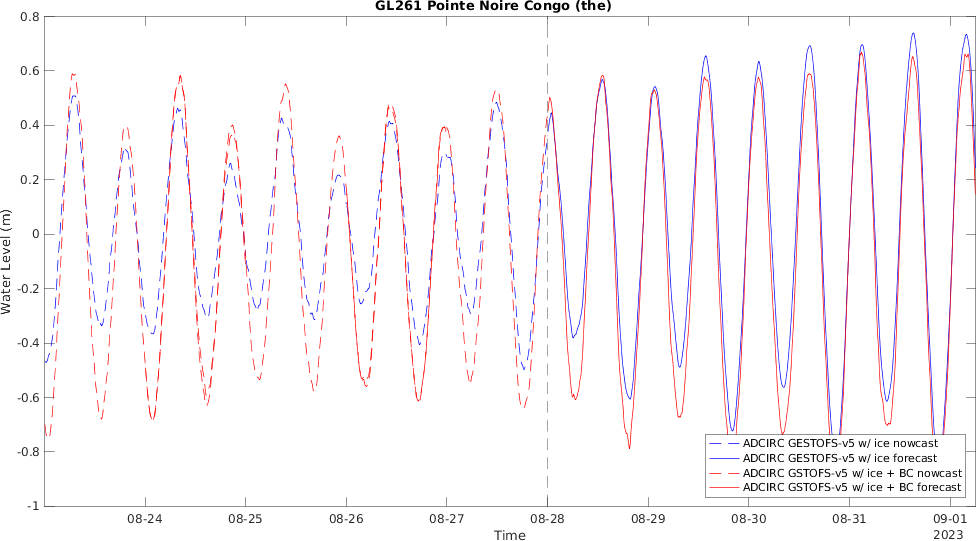 GL261 Pointe Noire Congo (the)
0.8
0.6
0.4
0.2
0
-0.2
-0.4
-0.6
-0.8
-1
Water Level (m)
ADCIRC GESTOFS-v5 w/ ice nowcast
ADCIRC GESTOFS-v5 w/ ice forecast
ADCIRC GSTOFS-v5 w/ ice + BC nowcast
ADCIRC GSTOFS-v5 w/ ice + BC forecast
08-24 08-25 08-26 08-27 08-28 08-29 08-30 08-31 09-01
2023
Time